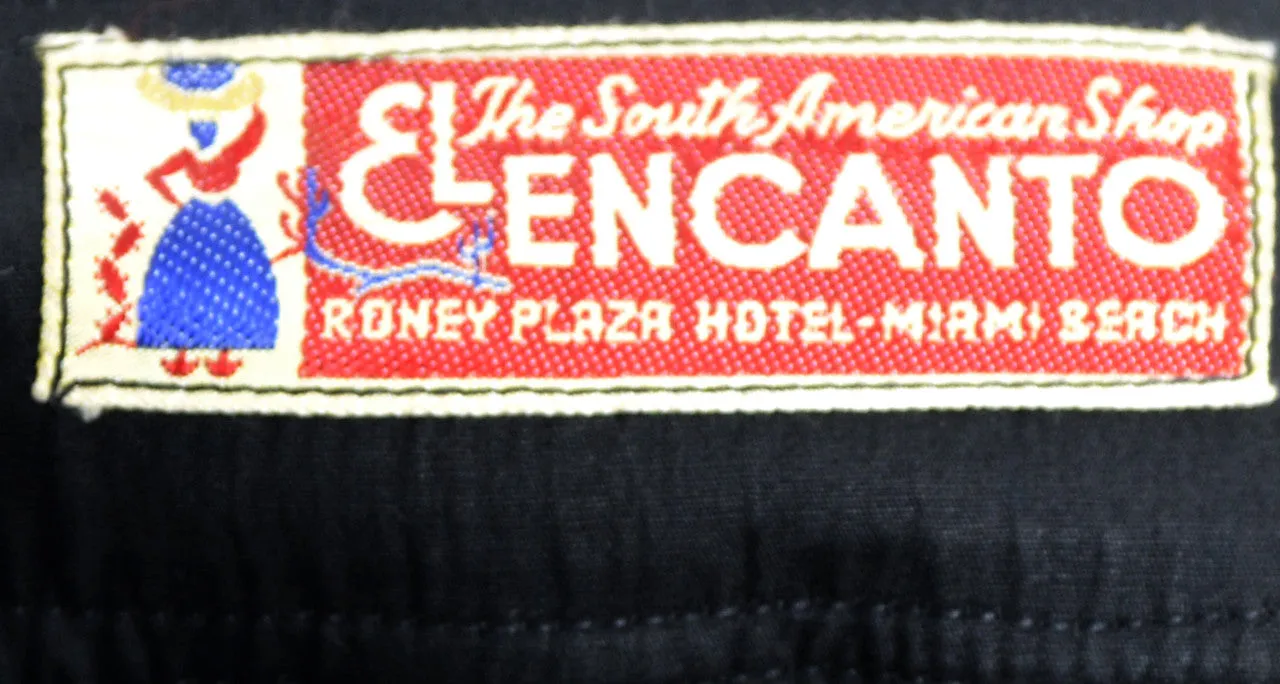 The South American Shop
EL ENCANTO
RONEY PLAZA HOTEL-MIAMI BEACH